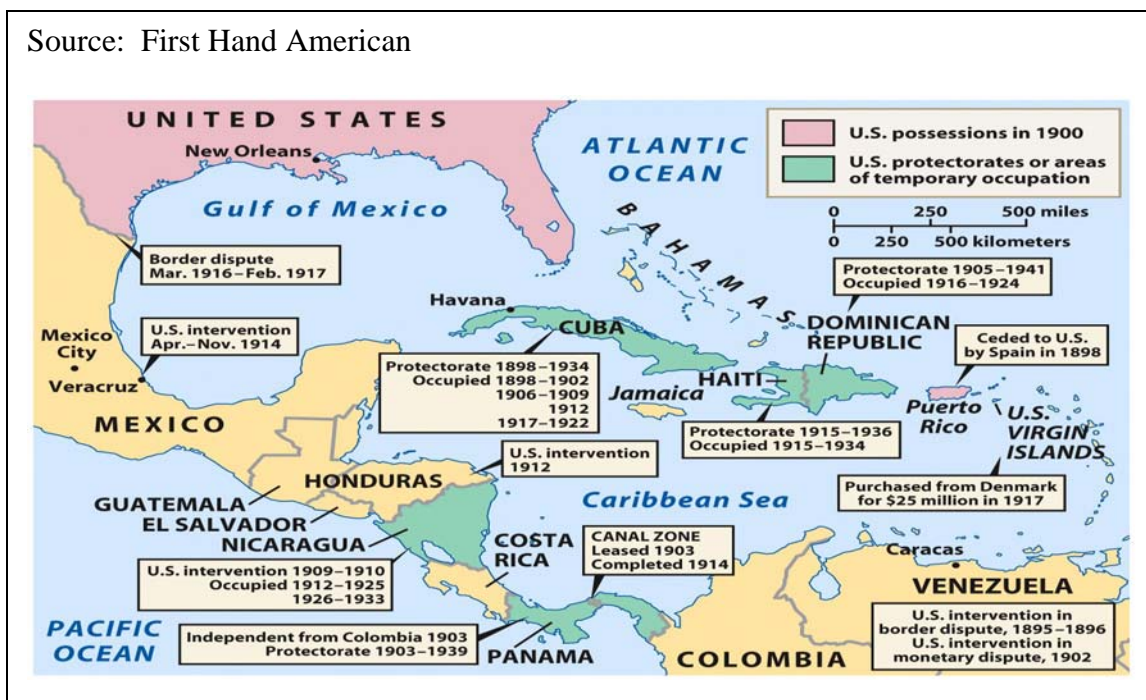 Source: First Hand American
UNITED STATES
New Orleans
ATLANTIC
OCEAN
U.S. possessions in 1900
U.S. protectorates or areas
of temporary occupation
0 250 500 miles
0 250 500 kilometers
Gulf of Mexico
BAHAMAS
Border dispute
Mar. 1916–Feb. 1917
Protectorate 1905–1941
Occupied 1916–1924
Havana
CUBA
DOMINICAN
REPUBLIC
Mexico
City
U.S. intervention
Apr.–Nov. 1914
Veracruz
MEXICO
Protectorate 1898–1934
Occupied 1898–1902
1906–1909
1912
1917–1922
HAITI
Jamaica
Ceded to U.S.
by Spain in 1898
Puerto
Rico
U.S.
VIRGIN
ISLANDS
Protectorate 1915–1936
Occupied 1915–1934
U.S. intervention
1912
HONDURAS
Caribbean Sea
Purchased from Denmark
for $25 million in 1917
GUATEMALA
EL SALVADOR
NICARAGUA
COSTA
RICA
CANAL ZONE
Leased 1903
Completed 1914
Caracas
VENEZUELA
U.S. intervention 1909–1910
Occupied 1912–1925
1926–1933
U.S. intervention in
border dispute, 1895–1896
U.S. intervention in
monetary dispute, 1902
PACIFIC
OCEAN
Independent from Colombia 1903
Protectorate 1903–1939
PANAMA
COLOMBIA